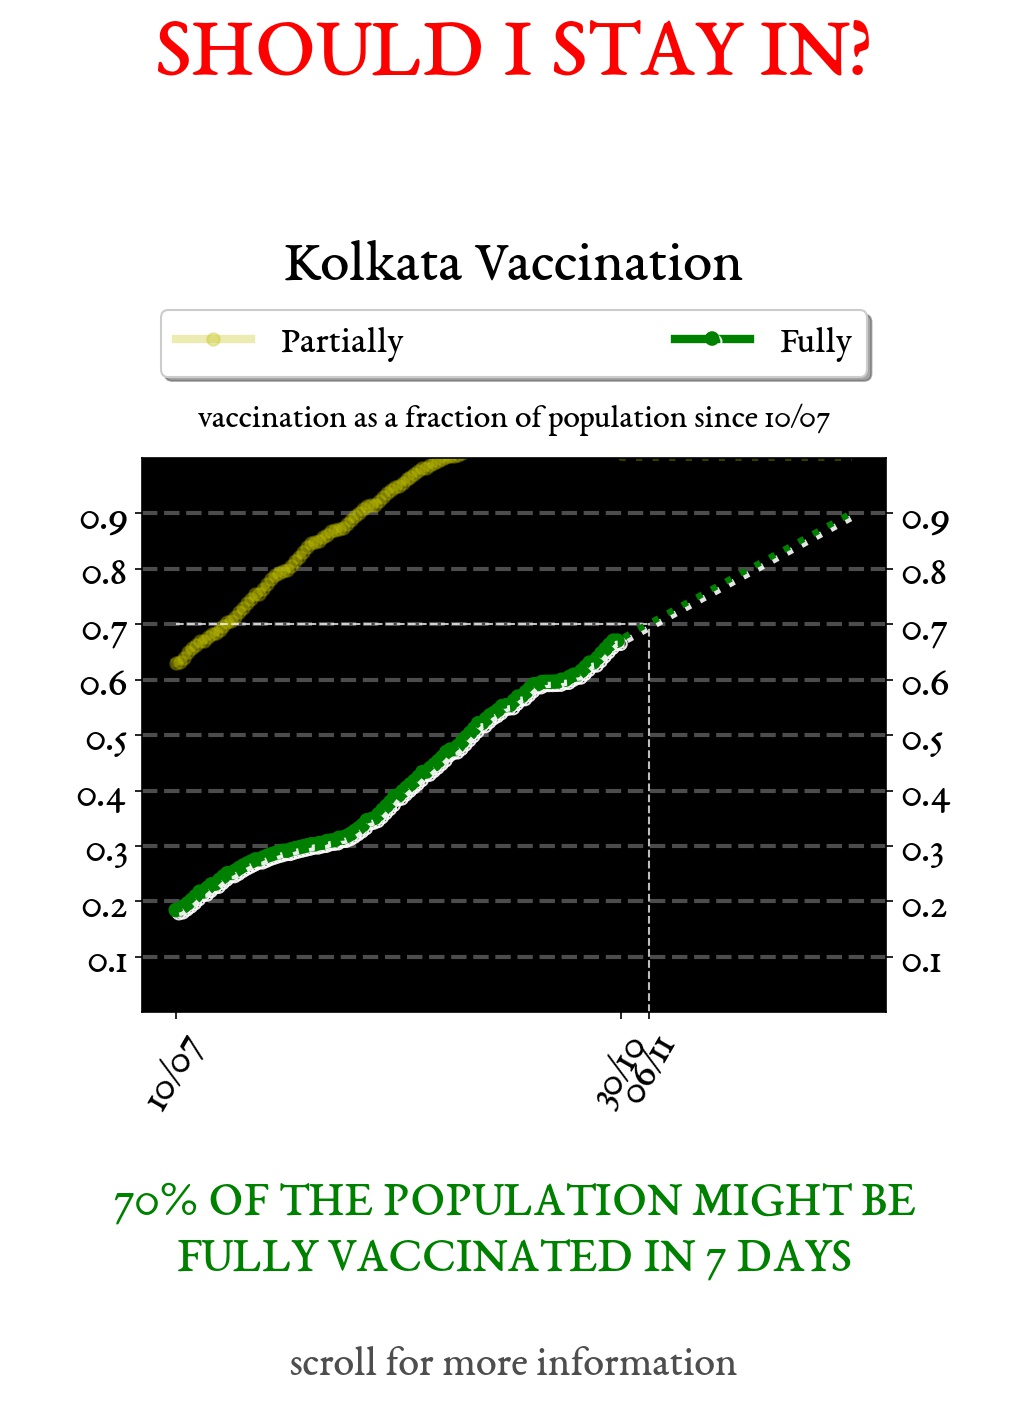 SHOULD I STAY IN?
Kolkata Vaccination
Partially Fully
vaccination as a fraction of population since 10/07
0.9 0.9
0.8 0.8
0.7 0.7
0.6 0.6
0.5 0.5
0.4 0.4
0.3 0.3
0.2 0.2
0.1 0.1
10/07 30/10 06/11
70% OF THE POPULATION MIGHT BE
FULLY VACCINATED IN 7 DAYS
scroll for more information